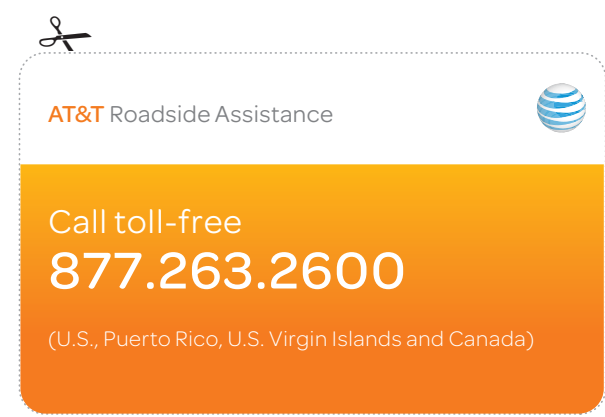 AT&T Roadside Assistance
Call toll-free
877.263.2600
(U.S., Puerto Rico, U.S. Virgin Islands and Canada)